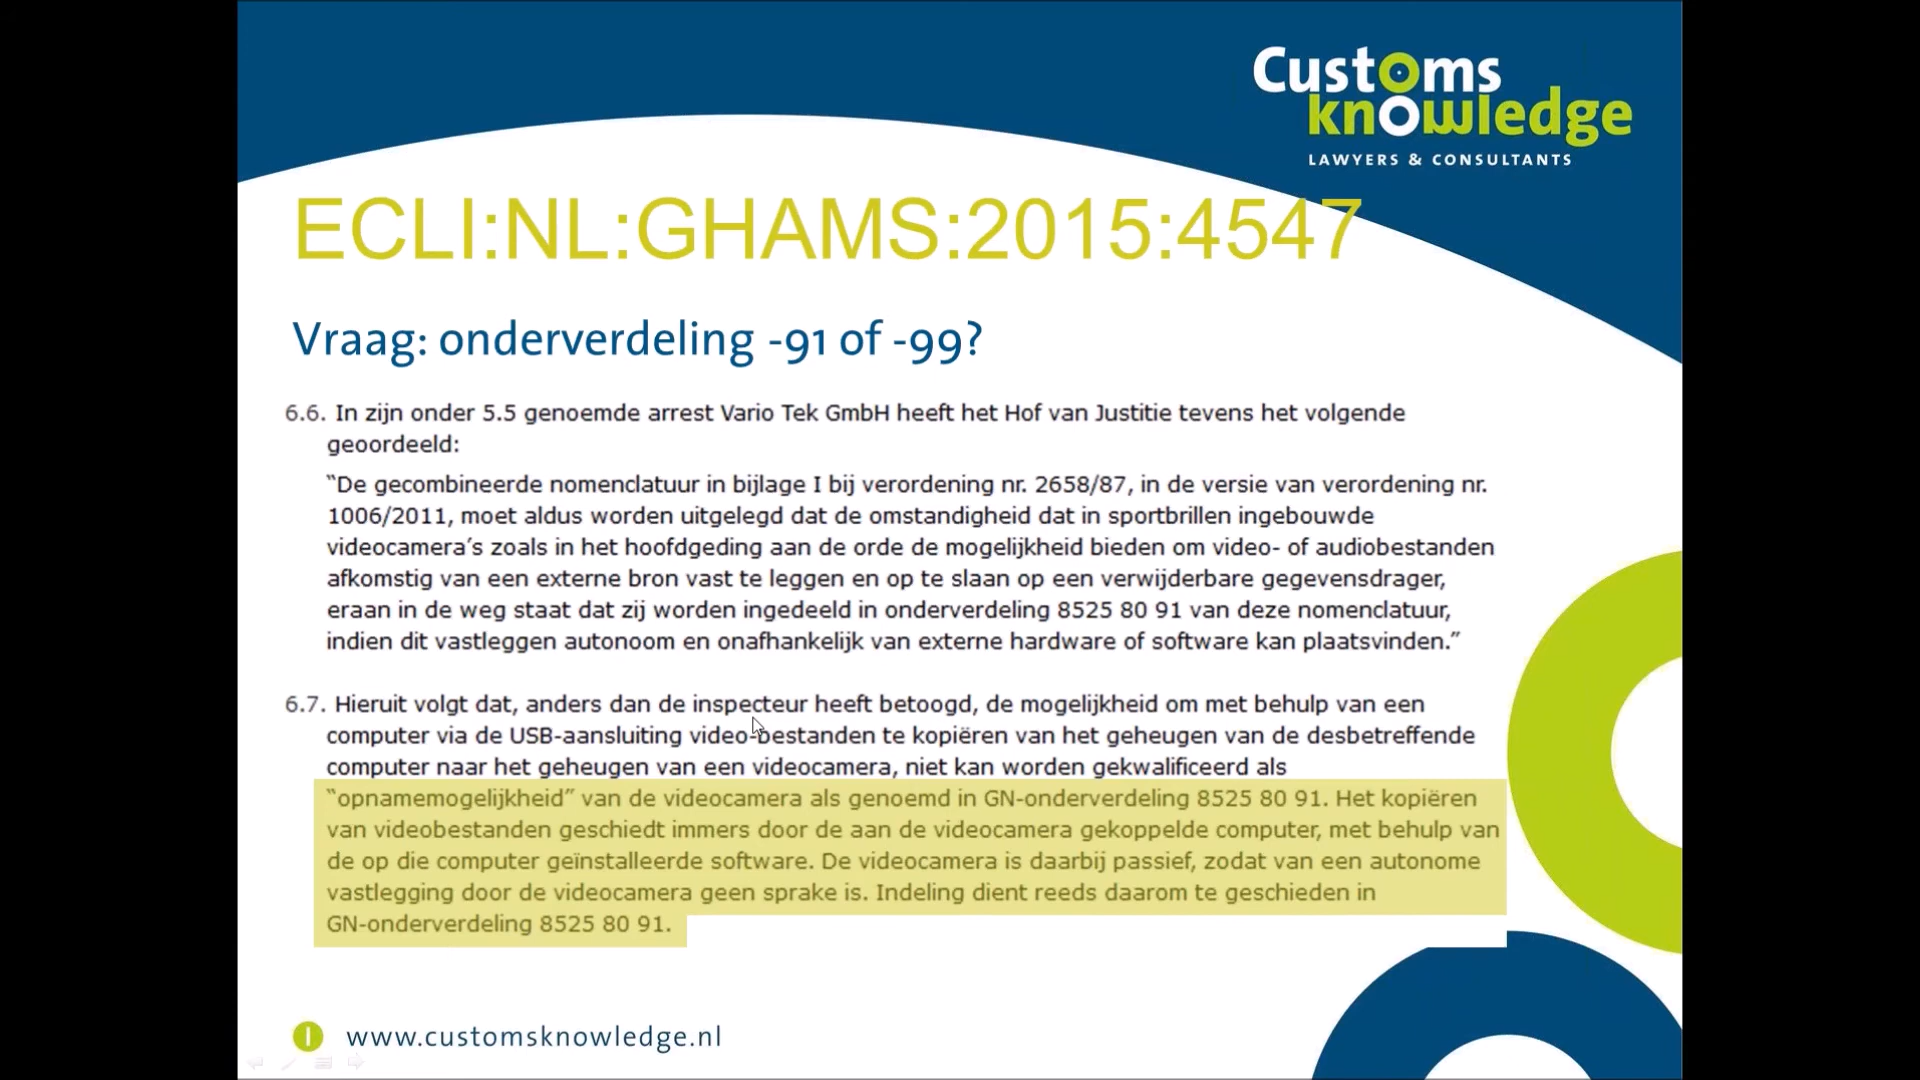 Customs
knowledge
LAWYERS & CONSULTANTS
ECLI:NL:GHAMS:2015:4547
Vraag: onderverdeling -91 of -99?
6.6. In zijn onder 5.5 genoemde arrest Vario Tek GmbH heeft het Hof van Justitie tevens het volgende
geoordeeld:
“De gecombineerde nomenclatuur in bijlage I bij verordening nr. 2658/87, in de versie van verordening nr.
1006/2011, moet aldus worden uitgelegd dat de omstandigheid dat in sportbrillen ingebouwde
videocamera’s zoals in het hoofdgeding aan de orde de mogelijkheid bieden om video- of audiobestanden
afkomstig van een externe bron vast te leggen en op te slaan op een verwijderbare gegevensdrager,
eraan in de weg staat dat zij worden ingedeeld in onderverdeling 8525 80 91 van deze nomenclatuur,
indien dit vastleggen autonoom en onafhankelijk van externe hardware of software kan plaatsvinden.”
6.7. Hieruit volgt dat, anders dan de inspecteur heeft betoogd, de mogelijkheid om met behulp van een
computer via de USB-aansluiting video-bestanden te kopiëren van het geheugen van de desbetreffende
computer naar het geheugen van een videocamera, niet kan worden gekwalificeerd als
“opnamemogelijkheid” van de videocamera als genoemd in GN-onderverdeling 8525 80 91. Het kopiëren
van videobestanden geschiedt immers door de aan de videocamera gekoppelde computer, met behulp van
de op die computer geïnstalleerde software. De videocamera is daarbij passief, zodat van een autonome
vastlegging door de videocamera geen sprake is. Indeling dient reeds daarom te geschieden in
GN-onderverdeling 8525 80 91.
www.customsknowledge.nl